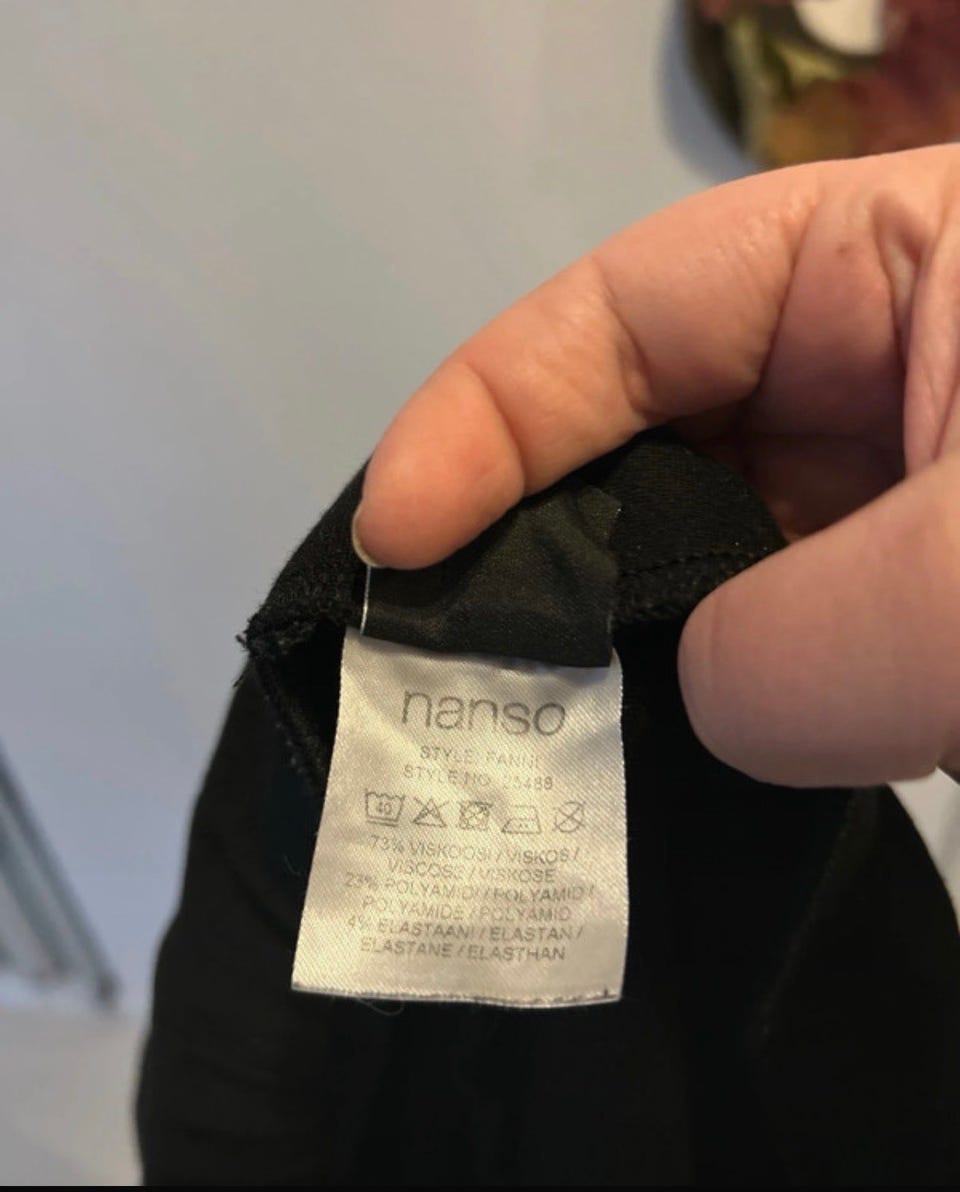 nanso
STYLE: FANNI
STYLE NO. 25488
40
73% VISKOOSI / VISKOS /
VISCOSE / VISKOSE
23% POLYAMIDI / POLYAMID /
POLYAMIDE / POLYAMID
4% ELASTAANI / ELASTAN /
ELASTANE / ELASTHAN